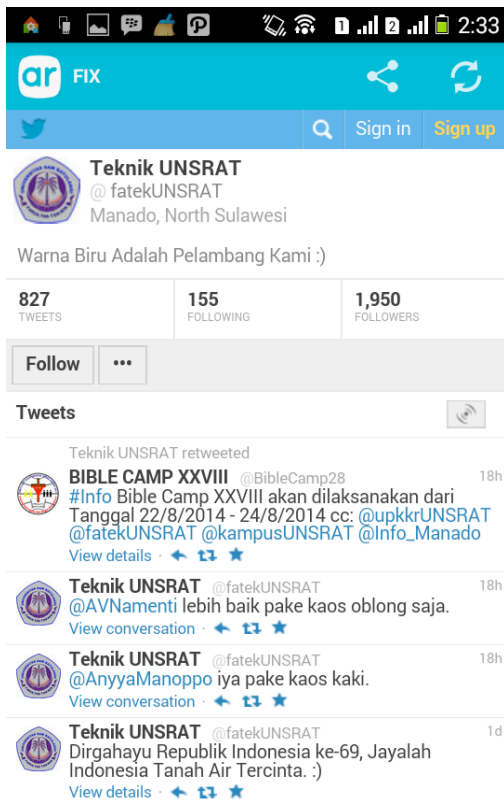 1 2 2:33
ar FIX
Sign in Sign up
Teknik UNSRAT
@ fatekUNSRAT
Manado, North Sulawesi
Warna Biru Adalah Pelambang Kami :)
827 155 1,950
TWEETS FOLLOWING FOLLOWERS
Follow •••
Tweets
Teknik UNSRAT retweeted
BIBLE CAMP XXVIII @BibleCamp28 18h
#Info Bible Camp XXVIII akan dilaksanakan dari
Tanggal 22/8/2014 - 24/8/2014 cc: @upkkrUNSRAT
@fatekUNSRAT @kampusUNSRAT @Info_Manado
View details ·
Teknik UNSRAT @fatekUNSRAT 18h
@AVNamenti lebih baik pake kaos oblong saja.
View conversation ·
Teknik UNSRAT @fatekUNSRAT 18h
@AnyyaManoppo iya pake kaos kaki.
View conversation ·
Teknik UNSRAT @fatekUNSRAT 1d
Dirgahayu Republik Indonesia ke-69, Jayalah
Indonesia Tanah Air Tercinta. :)
View details ·